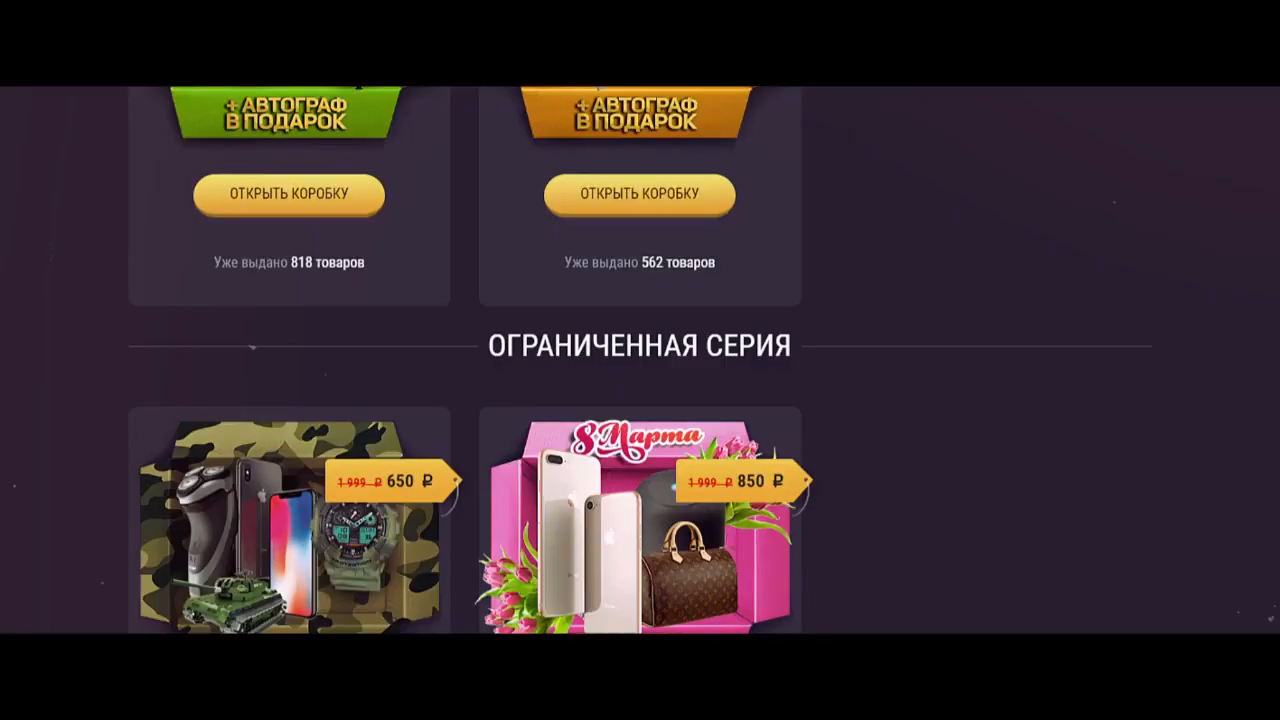 + АВТОГРАФ
В ПОДАРОК
+ АВТОГРАФ
В ПОДАРОК
ОТКРЫТЬ КОРОБКУ
ОТКРЫТЬ КОРОБКУ
Уже выдано 818 товаров
Уже выдано 562 товаров
ОГРАНИЧЕННАЯ СЕРИЯ
8 Марта
1 999 ₽ 650 ₽
1 999 ₽ 850 ₽